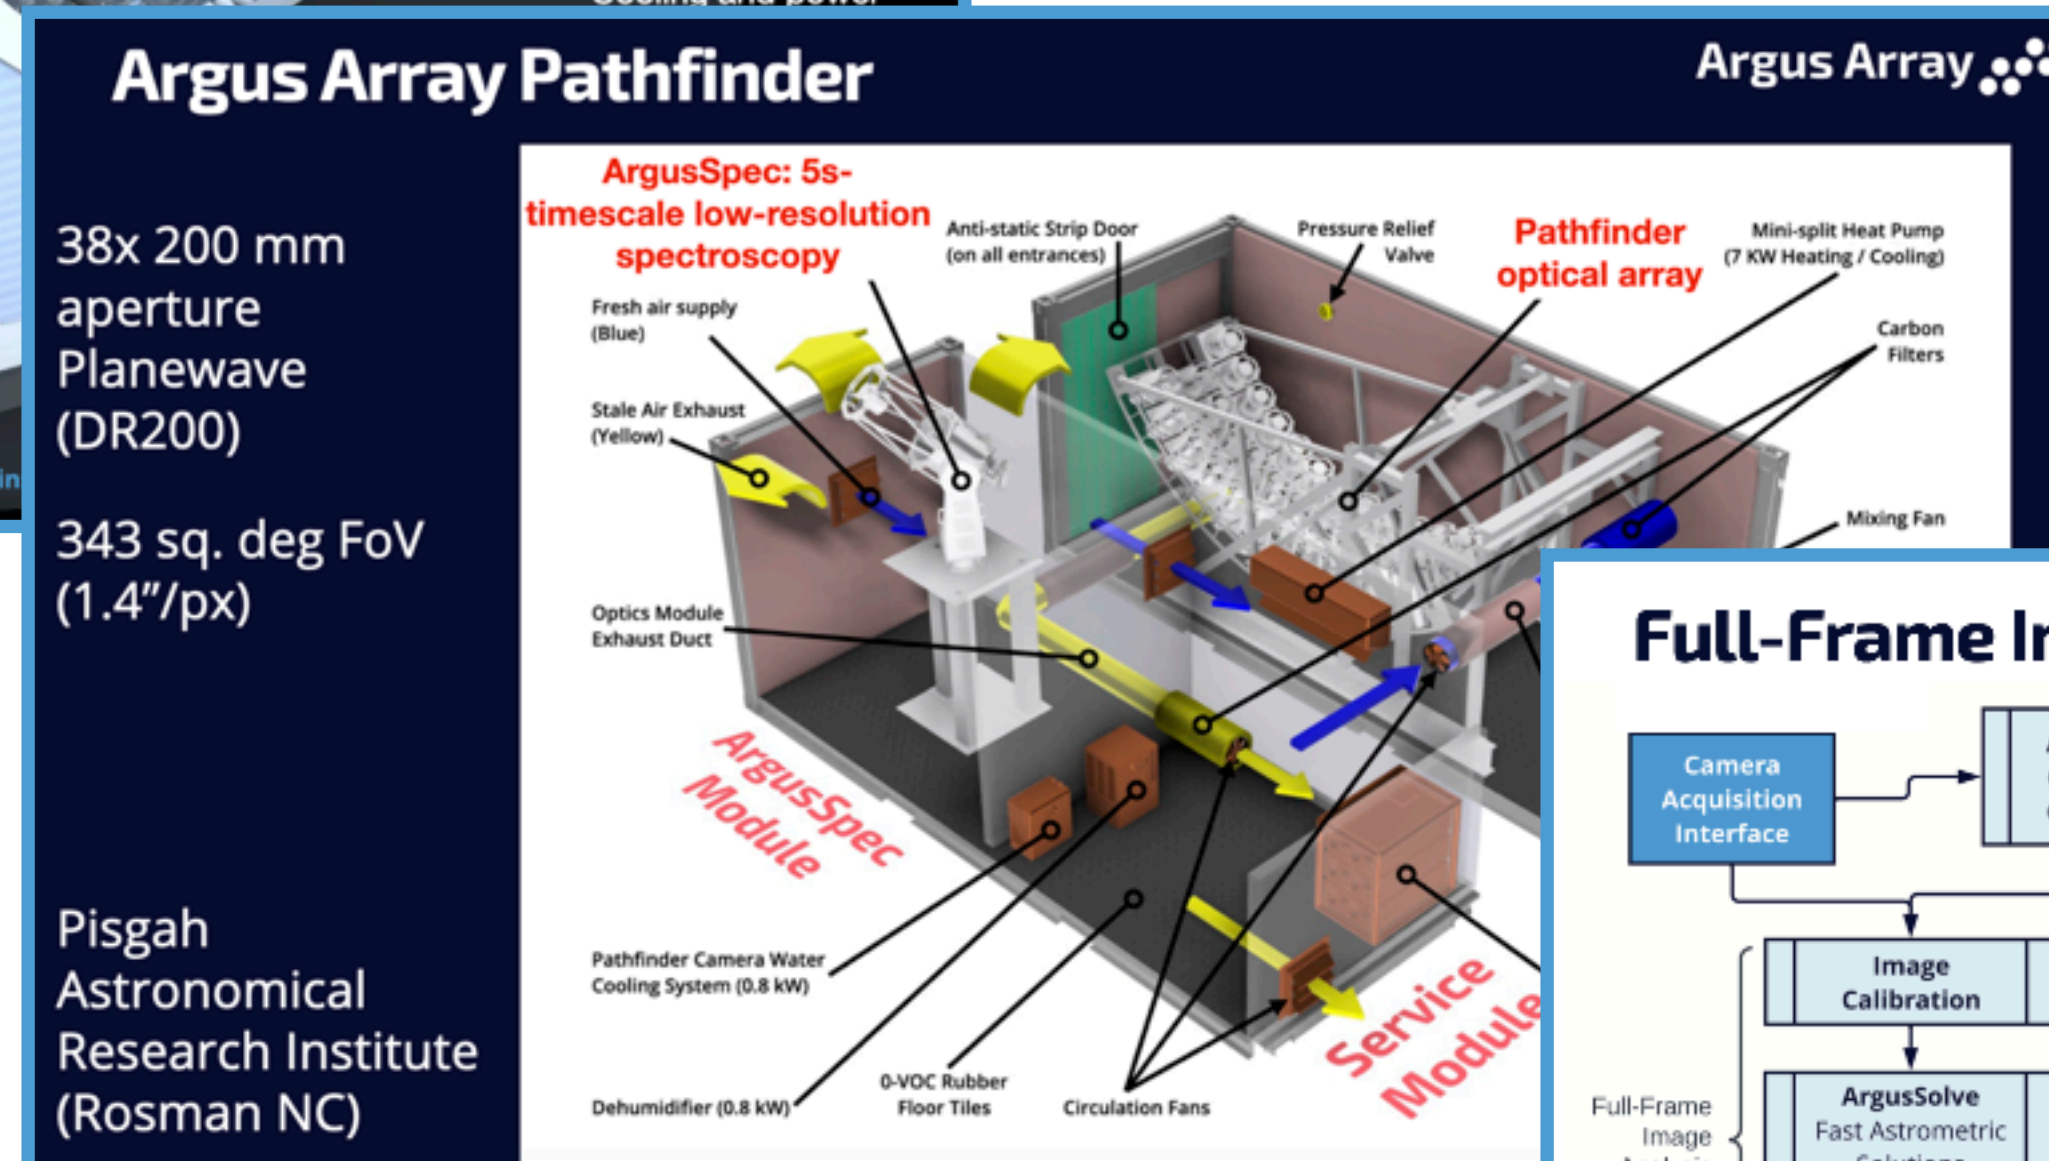 Cooling and power
Argus Array Pathfinder
Argus Array
38x 200 mm
aperture
Planewave
(DR200)
343 sq. deg FoV
(1.4”/px)
Pisgah
Astronomical
Research Institute
(Rosman NC)
ArgusSpec: 5s-
timescale low-resolution
spectroscopy
Anti-static Strip Door
(on all entrances)
Pressure Relief
Valve
Pathfinder
optical array
Mini-split Heat Pump
(7 KW Heating / Cooling)
Fresh air supply
(Blue)
Carbon
Filters
Stale Air Exhaust
(Yellow)
Mixing Fan
Optics Module
Exhaust Duct
ArgusSpec
Module
Pathfinder Camera Water
Cooling System (0.8 kW)
Service
Module
Dehumidifier (0.8 kW)
0-VOC Rubber
Floor Tiles
Circulation Fans
Full-Frame
Camera
Acquisition
Interface
Image
Calibration
ArgusSolve
Fast Astrometric
Solutions
Full-Frame
Image